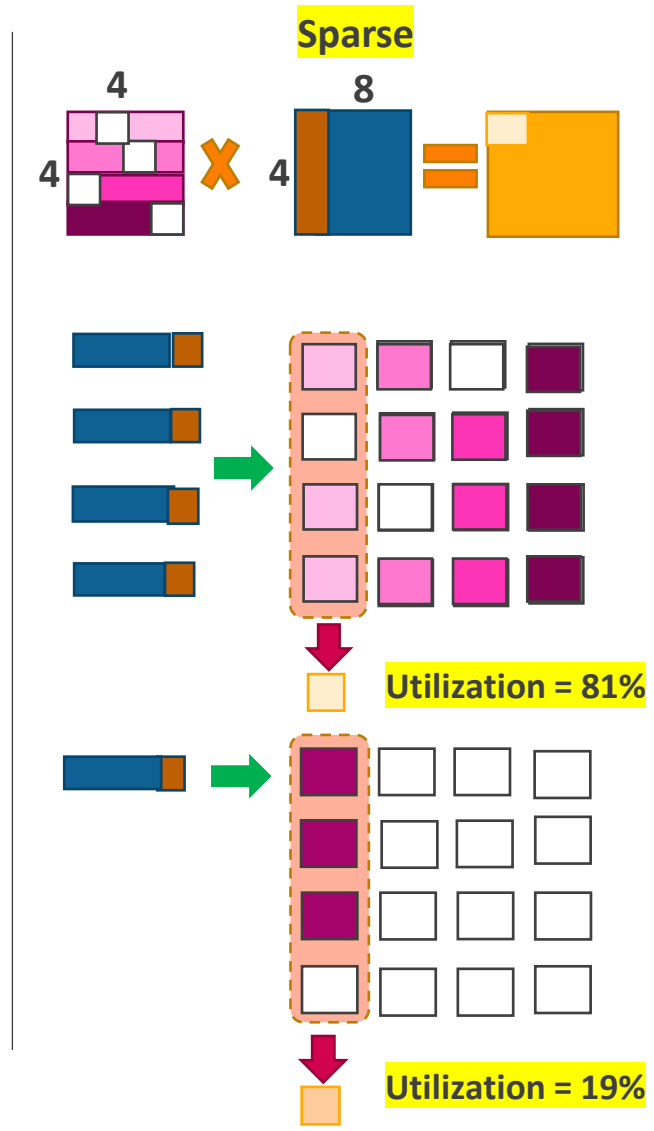 Sparse
4
8
4
4
Utilization = 81%
Utilization = 19%